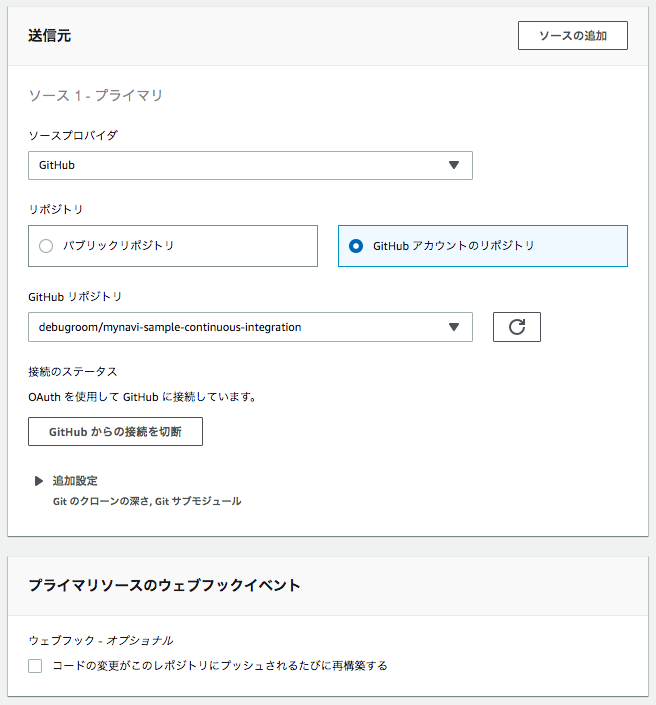 送信元
ソースの追加
ソース 1 - プライマリ
ソースプロバイダ
GitHub
リポジトリ
パブリックリポジトリ
GitHub アカウントのリポジトリ
GitHub リポジトリ
debugroom/mynavi-sample-continuous-integration
接続のステータス
OAuth を使用して GitHub に接続しています。
GitHub からの接続を切断
追加設定
Git のクローンの深さ, Git サブモジュール
プライマリソースのウェブフックイベント
ウェブフック - オプショナル
コードの変更がこのレポジトリにプッシュされるたびに再構築する